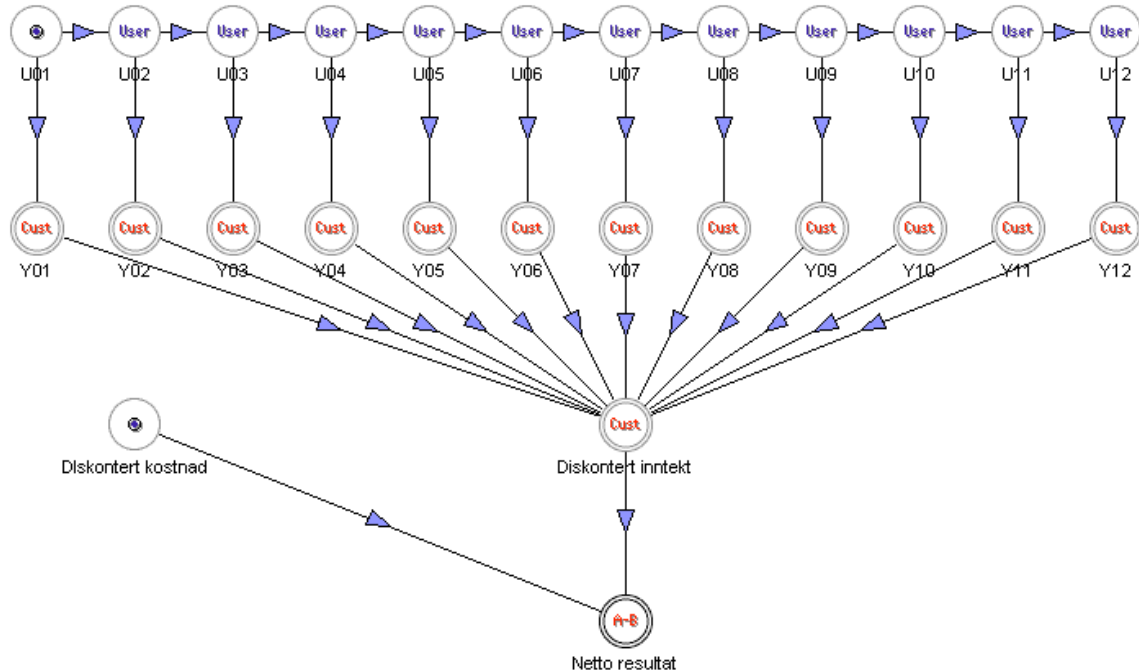 User User User User User User User User User User User
U01 U02 U03 U04 U05 U06 U07 U08 U09 U10 U11 U12
Cust Cust Cust Cust Cust Cust Cust Cust Cust Cust Cust Cust
Y01 Y02 Y03 Y04 Y05 Y06 Y07 Y08 Y09 Y10 Y11 Y12
Cust
DIskontert kostnad Diskontert inntekt
A-B
Netto resultat